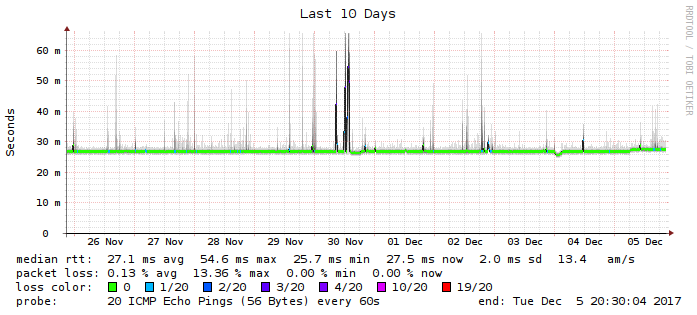 Last 10 Days
RRDTOOL / TOBI OETIKER
Seconds
60 m
50 m
40 m
30 m
20 m
10 m
0
26 Nov 27 Nov 28 Nov 29 Nov 30 Nov 01 Dec 02 Dec 03 Dec 04 Dec 05 Dec
median rtt: 27.1 ms avg 54.6 ms max 25.7 ms min 27.5 ms now 2.0 ms sd 13.4 am/s
packet loss: 0.13 % avg 13.36 % max 0.00 % min 0.00 % now
loss color: 0 1/20 2/20 3/20 4/20 10/20 19/20
probe: 20 ICMP Echo Pings (56 Bytes) every 60s end: Tue Dec 5 20:30:04 2017